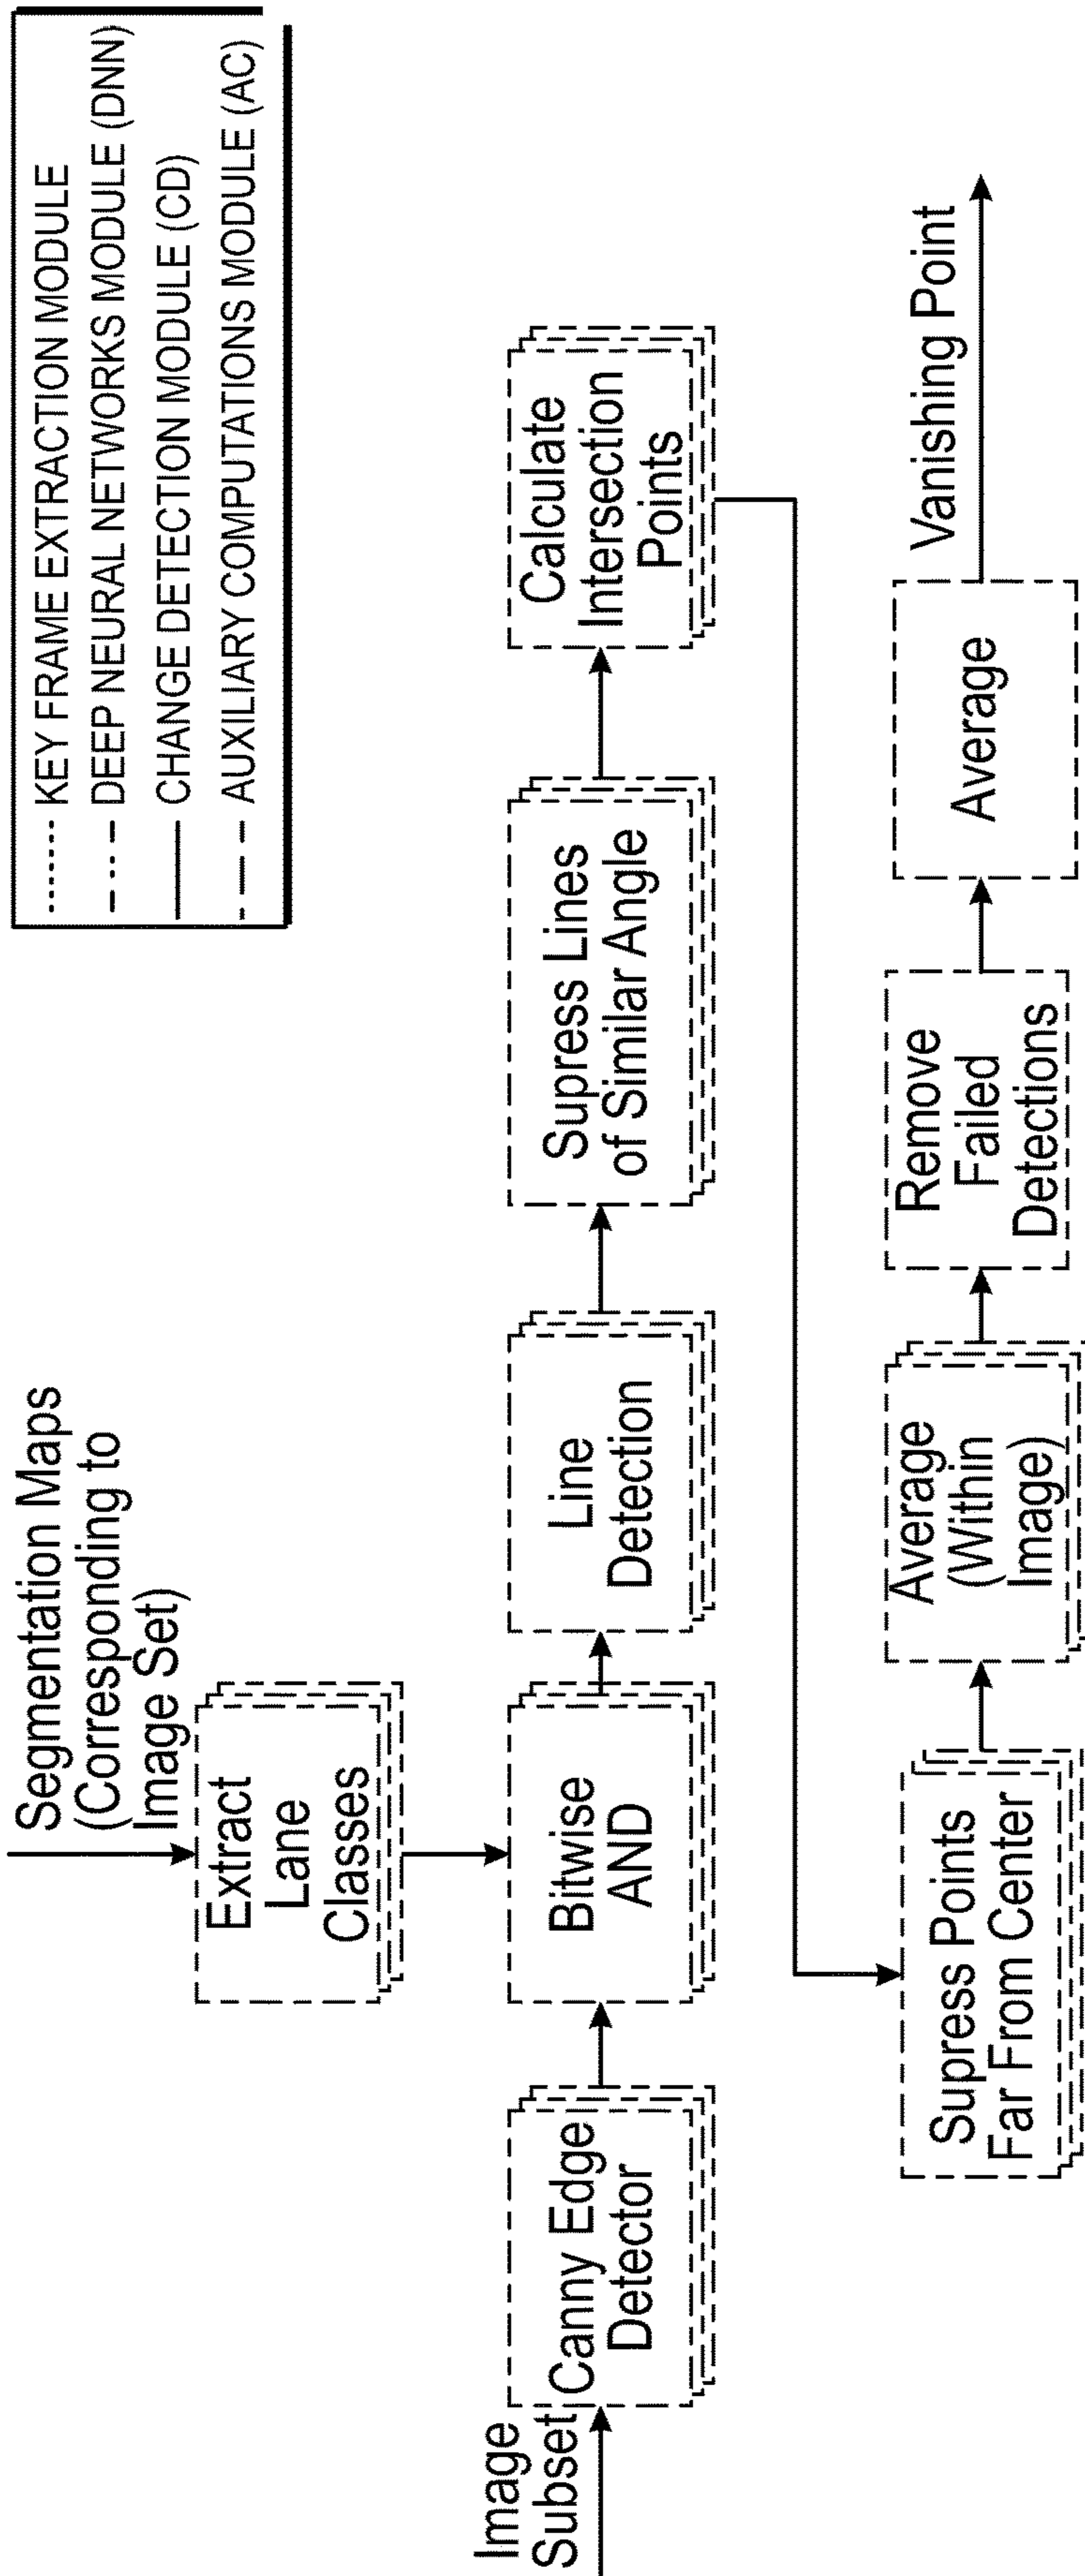 KEY FRAME EXTRACTION MODULE
DEEP NEURAL NETWORKS MODULE (DNN)
CHANGE DETECTION MODULE (CD)
AUXILIARY COMPUTATIONS MODULE (AC)
Segmentation Maps
(Corresponding to
Image Set)
Extract
Lane
Classes
Image
Subset
Canny Edge
Detector
Bitwise
AND
Line
Detection
Supress Lines
of Similar Angle
Calculate
Intersection
Points
Supress Points
Far From Center
Average
(Within
Image)
Remove
Failed
Detections
Average
Vanishing Point